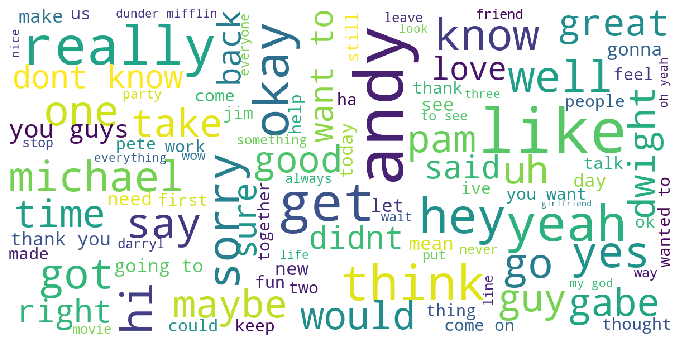 make us dunder mifflin leave friend
nice really back everyone okay want to still andy look know great
dont know love well gonna feel
party come help ha thank three people oh yeah
one take jim see to see
you guys pete work something today pam like dwight
stop everything wow good said uh talk
michael sure always get ive day
need first together let wait hey you want yeah ok wanted to
time say sorry didnt mean never girlfriend yes
thank you darryl life put go way
made going to new think line my god
got hi fun two guy gabe
right maybe would thing
movie could keep come on thought